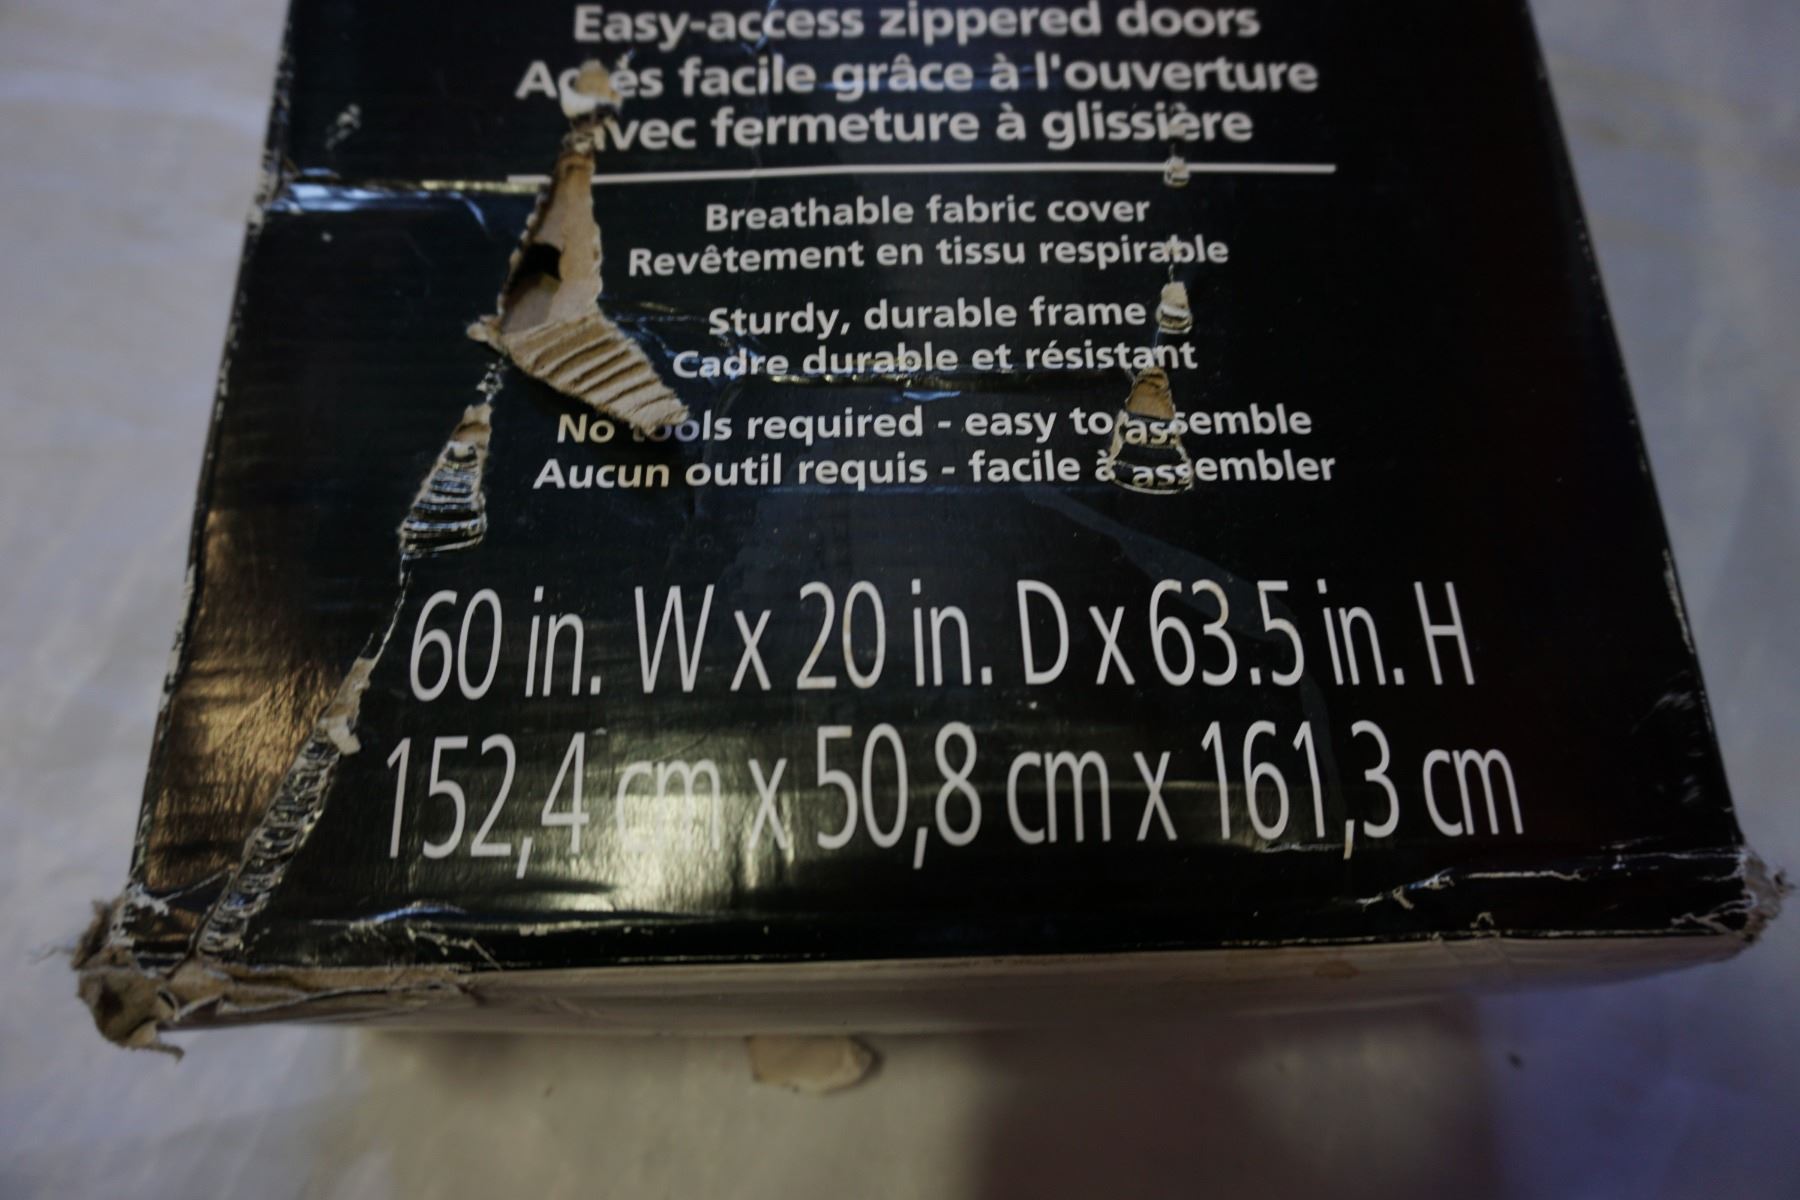 Easy-access zippered doors
Accès facile grâce à l'ouverture
avec fermeture à glissière
Breathable fabric cover
Revêtement en tissu respirable
Sturdy, durable frame
Cadre durable et résistant
No tools required - easy to assemble
Aucun outil requis - facile à assembler
60 in. W x 20 in. D x 63.5 in. H
152,4 cm x 50,8 cm x 161,3 cm